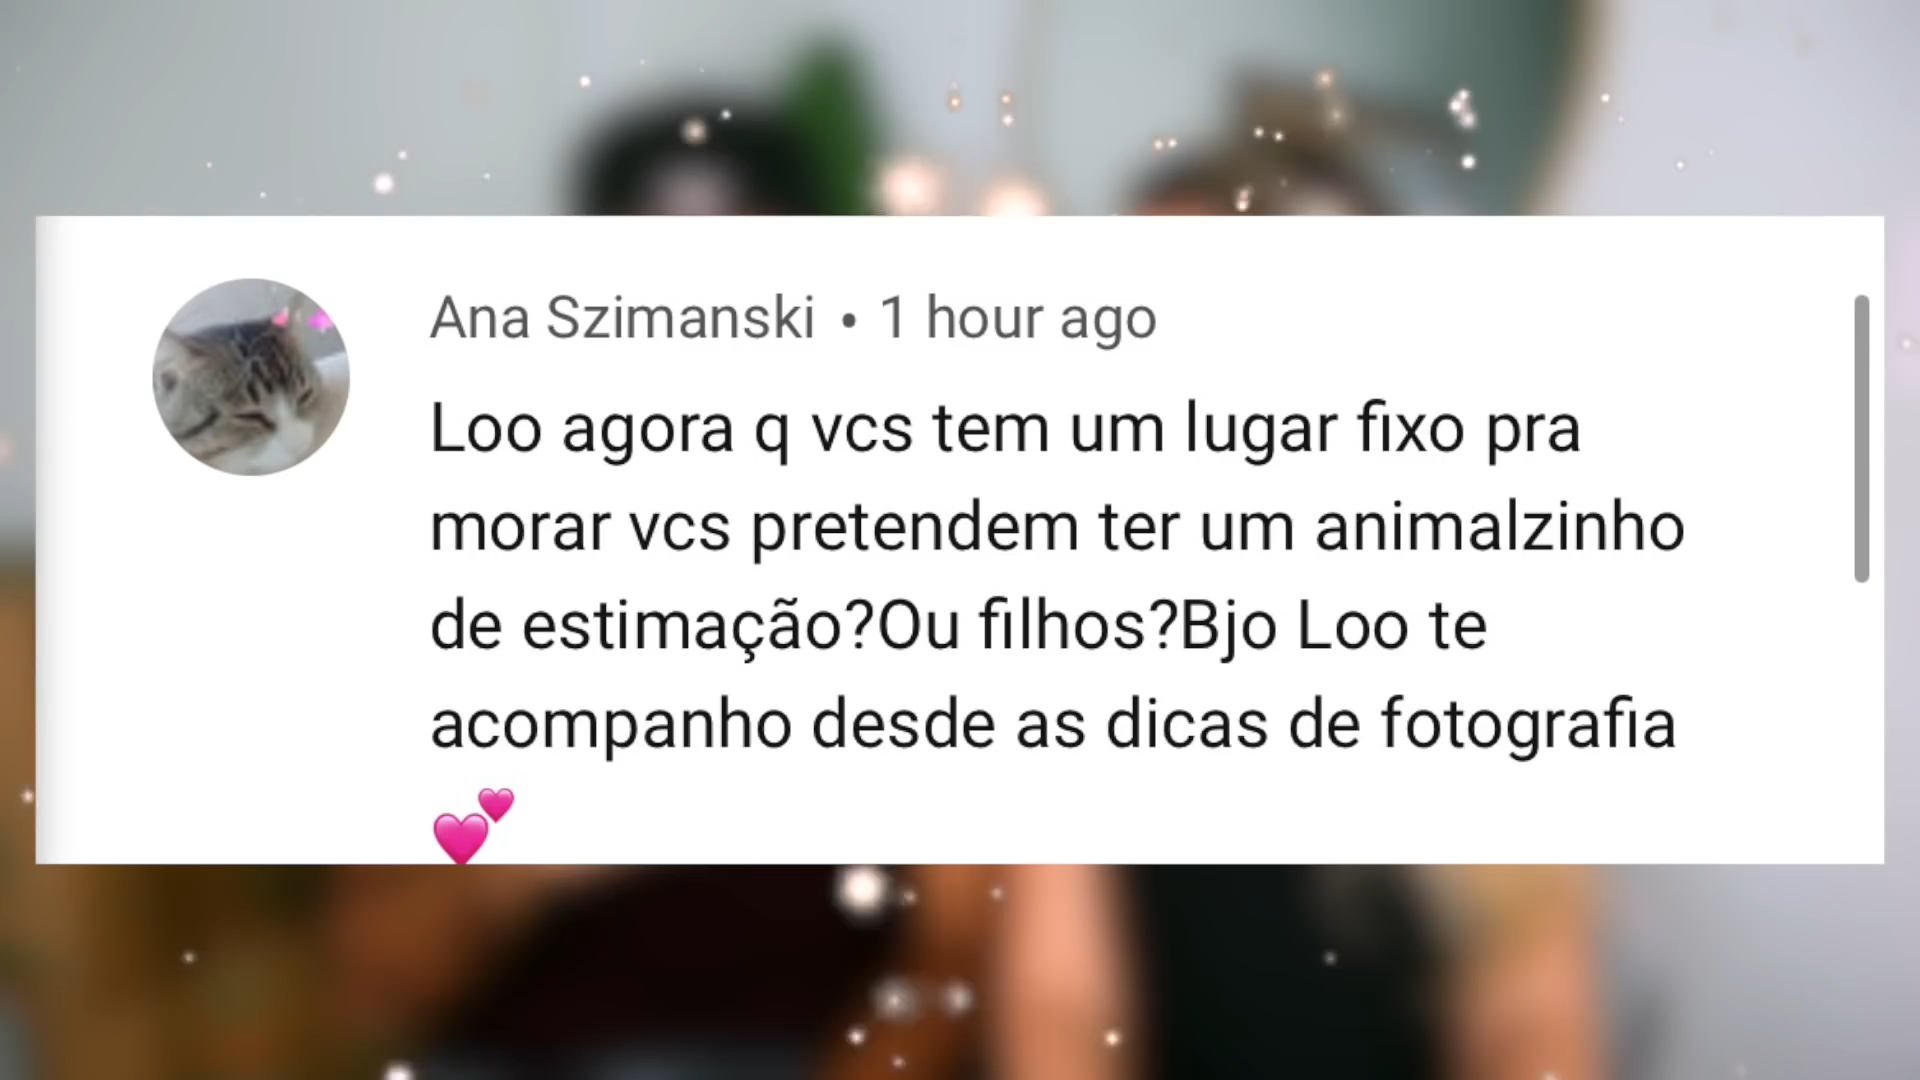 Ana Szimanski • 1 hour ago
Loo agora q vcs tem um lugar fixo pra
morar vcs pretendem ter um animalzinho
de estimação?Ou filhos?Bjo Loo te
acompanho desde as dicas de fotografia
💕